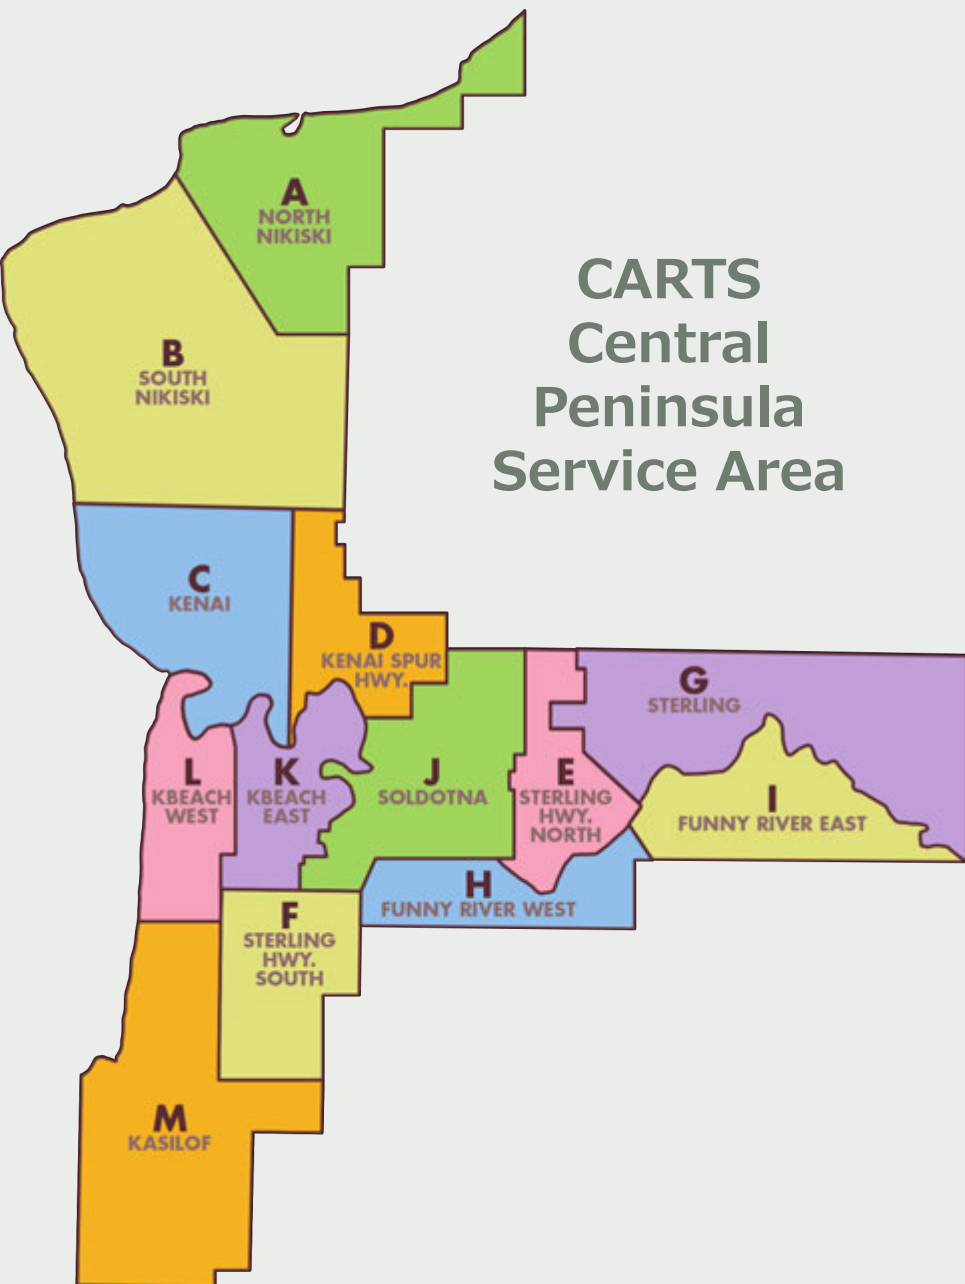 A
NORTH
NIKISKI
CARTS
Central
Peninsula
Service Area
B
SOUTH
NIKISKI
C
KENAI
D
KENAI SPUR
HWY.
G
STERLING
L
KBEACH
WEST
K
KBEACH
EAST
J
SOLDOTNA
E
STERLING
HWY.
NORTH
I
FUNNY RIVER EAST
H
FUNNY RIVER WEST
F
STERLING
HWY.
SOUTH
M
KASILOF